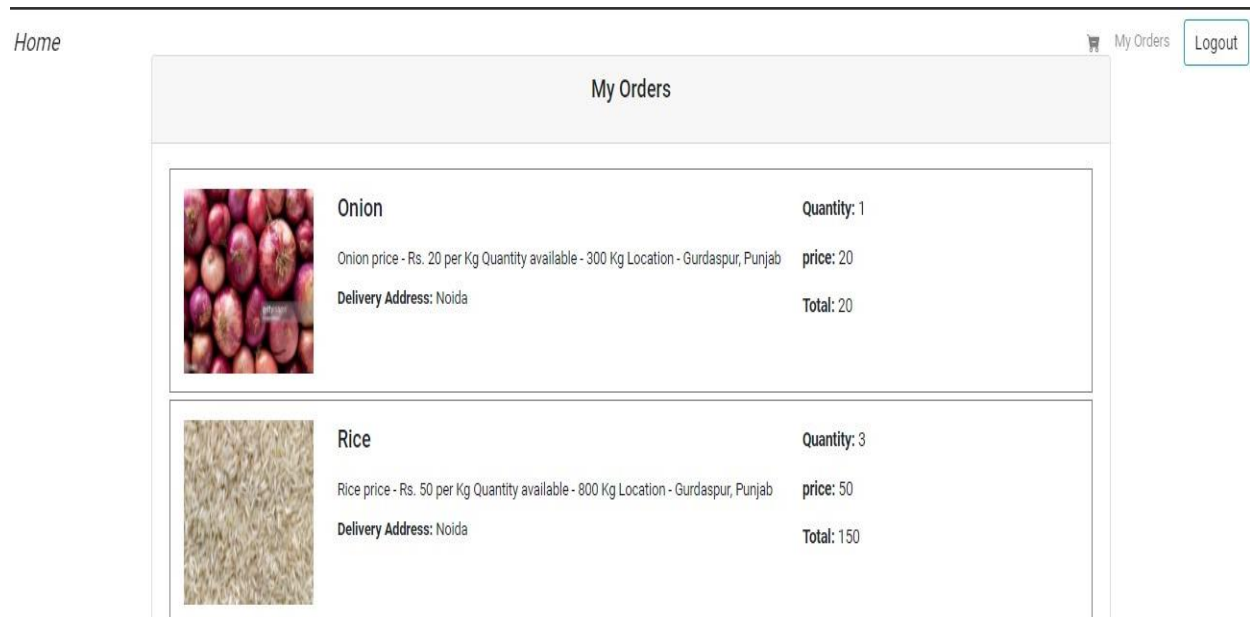 Home
My Orders
Logout
My Orders
Onion
Quantity: 1
Onion price - Rs. 20 per Kg Quantity available - 300 Kg Location - Gurdaspur, Punjab
price: 20
Delivery Address: Noida
Total: 20
Rice
Quantity: 3
Rice price - Rs. 50 per Kg Quantity available - 800 Kg Location - Gurdaspur, Punjab
price: 50
Delivery Address: Noida
Total: 150